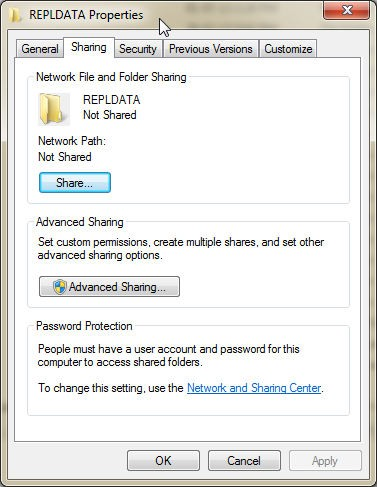 REPLDATA Properties
General Sharing Security Previous Versions Customize
Network File and Folder Sharing
REPLDATA
Not Shared
Network Path:
Not Shared
Share...
Advanced Sharing
Set custom permissions, create multiple shares, and set other
advanced sharing options.
Advanced Sharing...
Password Protection
People must have a user account and password for this
computer to access shared folders.
To change this setting, use the Network and Sharing Center.
OK Cancel Apply